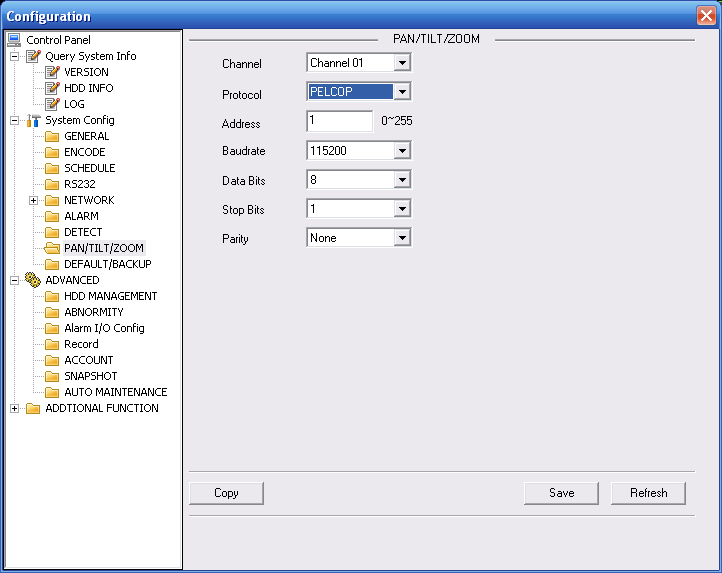 Configuration
Control Panel
Query System Info
VERSION
HDD INFO
LOG
System Config
GENERAL
ENCODE
SCHEDULE
RS232
NETWORK
ALARM
DETECT
PAN/TILT/ZOOM
DEFAULT/BACKUP
ADVANCED
HDD MANAGEMENT
ABNORMITY
Alarm I/O Config
Record
ACCOUNT
SNAPSHOT
AUTO MAINTENANCE
ADDTIONAL FUNCTION
PAN/TILT/ZOOM
Channel Channel 01
Protocol PELCOP
Address 1 0~255
Baudrate 115200
Data Bits 8
Stop Bits 1
Parity None
Copy Save Refresh